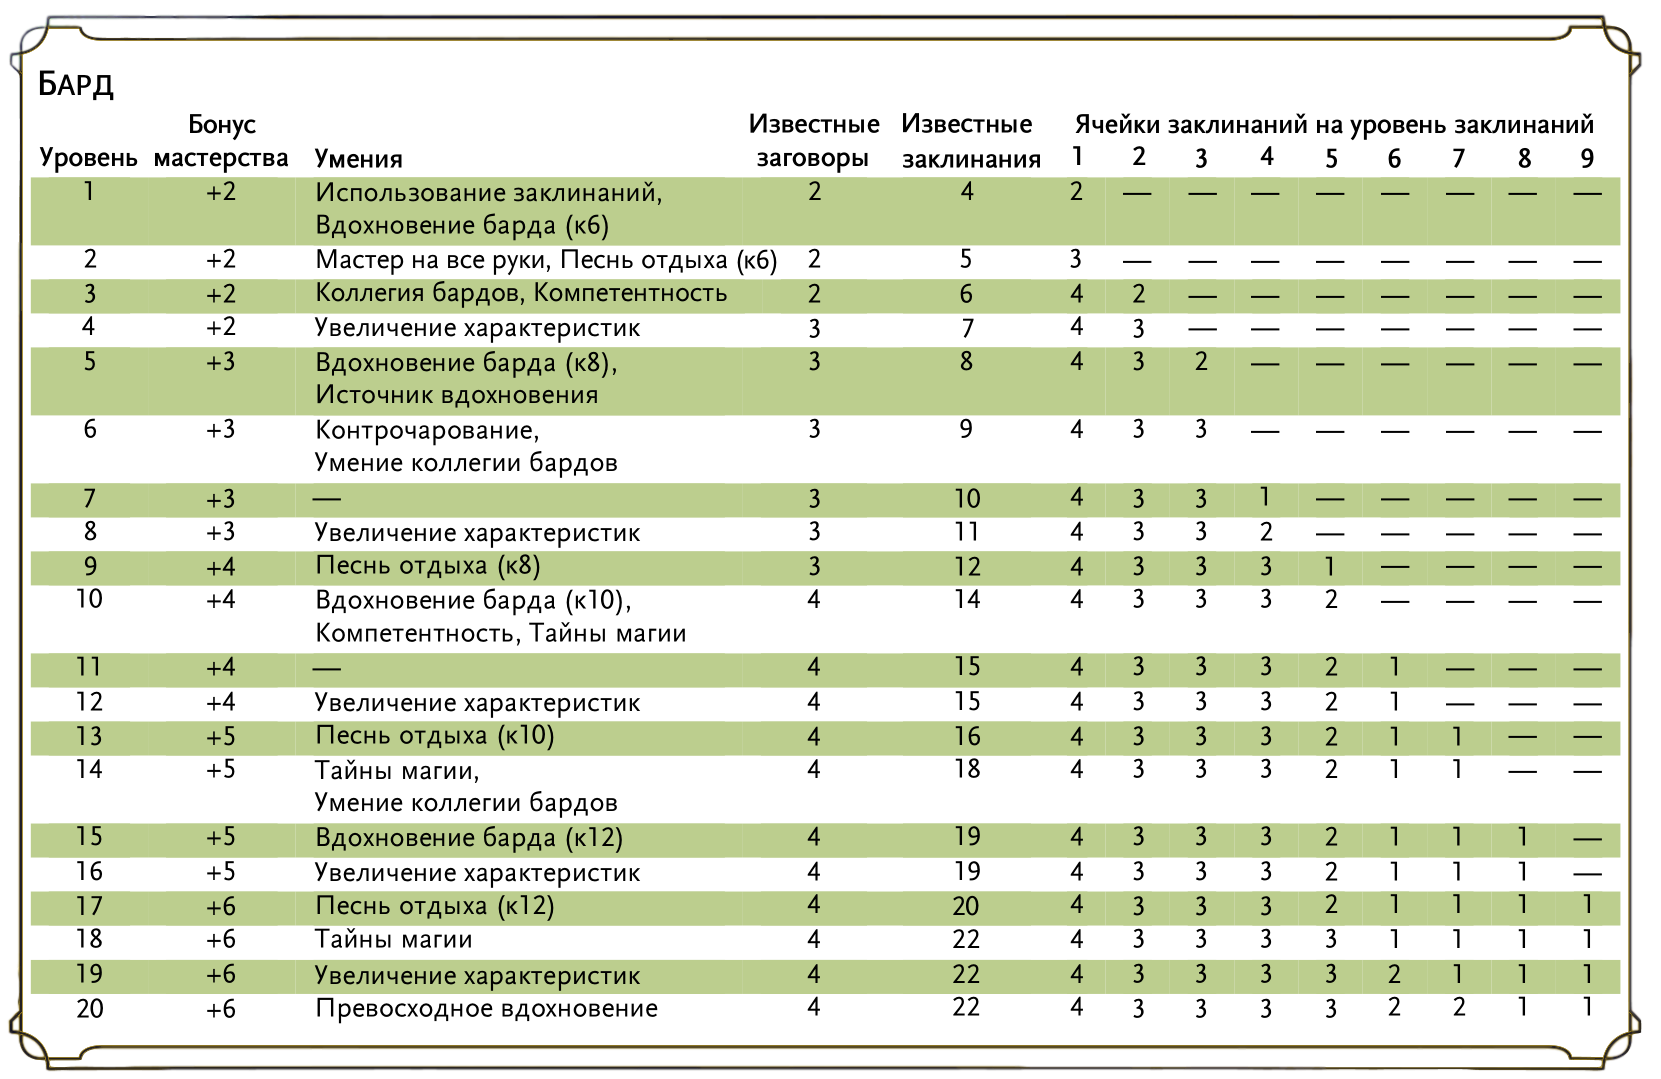 БАРД
Бонус Известные Известные Ячейки заклинаний на уровень заклинаний
Уровень мастерства Умения заговоры заклинания 1 2 3 4 5 6 7 8 9
1 +2 Использование заклинаний, 2 4 2 — — — — — — — —
Вдохновение барда (к6)
2 +2 Мастер на все руки, Песнь отдыха (к6) 2 5 3 — — — — — — — —
3 +2 Коллегия бардов, Компетентность 2 6 4 2 — — — — — — —
4 +2 Увеличение характеристик 3 7 4 3 — — — — — — —
5 +3 Вдохновение барда (к8), 3 8 4 3 2 — — — — — —
Источник вдохновения
6 +3 Контрочарование, 3 9 4 3 3 — — — — — —
Умение коллегии бардов
7 +3 — 3 10 4 3 3 1 — — — — —
8 +3 Увеличение характеристик 3 11 4 3 3 2 — — — — —
9 +4 Песнь отдыха (к8) 3 12 4 3 3 3 1 — — — —
10 +4 Вдохновение барда (к10), 4 14 4 3 3 3 2 — — — —
Компетентность, Тайны магии
11 +4 — 4 15 4 3 3 3 2 1 — — —
12 +4 Увеличение характеристик 4 15 4 3 3 3 2 1 — — —
13 +5 Песнь отдыха (к10) 4 16 4 3 3 3 2 1 1 — —
14 +5 Тайны магии, 4 18 4 3 3 3 2 1 1 — —
Умение коллегии бардов
15 +5 Вдохновение барда (к12) 4 19 4 3 3 3 2 1 1 1 —
16 +5 Увеличение характеристик 4 19 4 3 3 3 2 1 1 1 —
17 +6 Песнь отдыха (к12) 4 20 4 3 3 3 2 1 1 1 1
18 +6 Тайны магии 4 22 4 3 3 3 3 1 1 1 1
19 +6 Увеличение характеристик 4 22 4 3 3 3 3 2 1 1 1
20 +6 Превосходное вдохновение 4 22 4 3 3 3 3 2 2 1 1